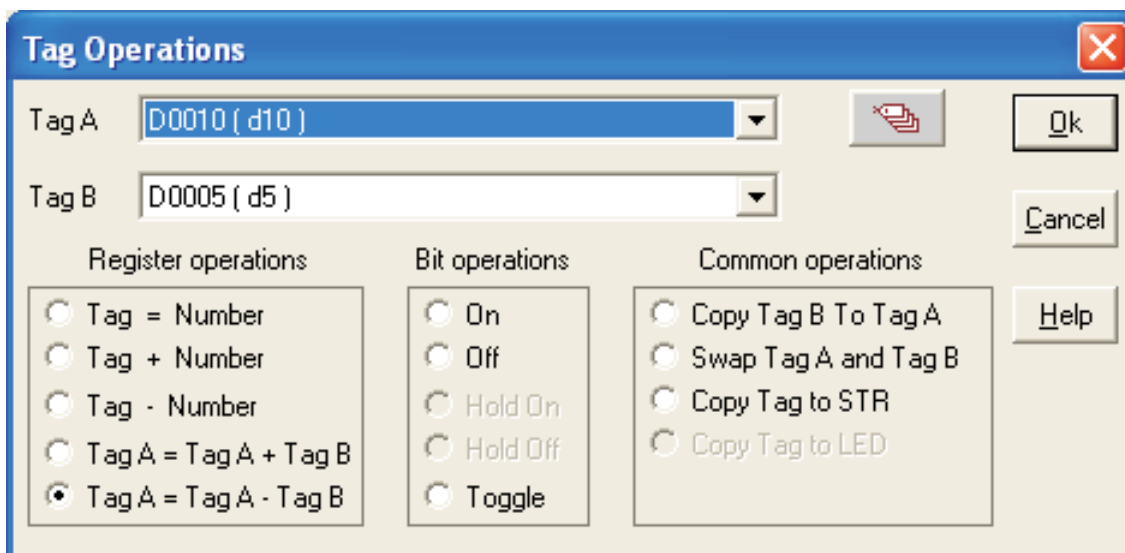 Tag Operations
Tag A D0010 ( d10 ) Ok
Tag B D0005 ( d5 ) Cancel
Register operations Bit operations Common operations
Tag = Number On Copy Tag B To Tag A Help
Tag + Number Off Swap Tag A and Tag B
Tag - Number Hold On Copy Tag to STR
Tag A = Tag A + Tag B Hold Off Copy Tag to LED
Tag A = Tag A - Tag B Toggle